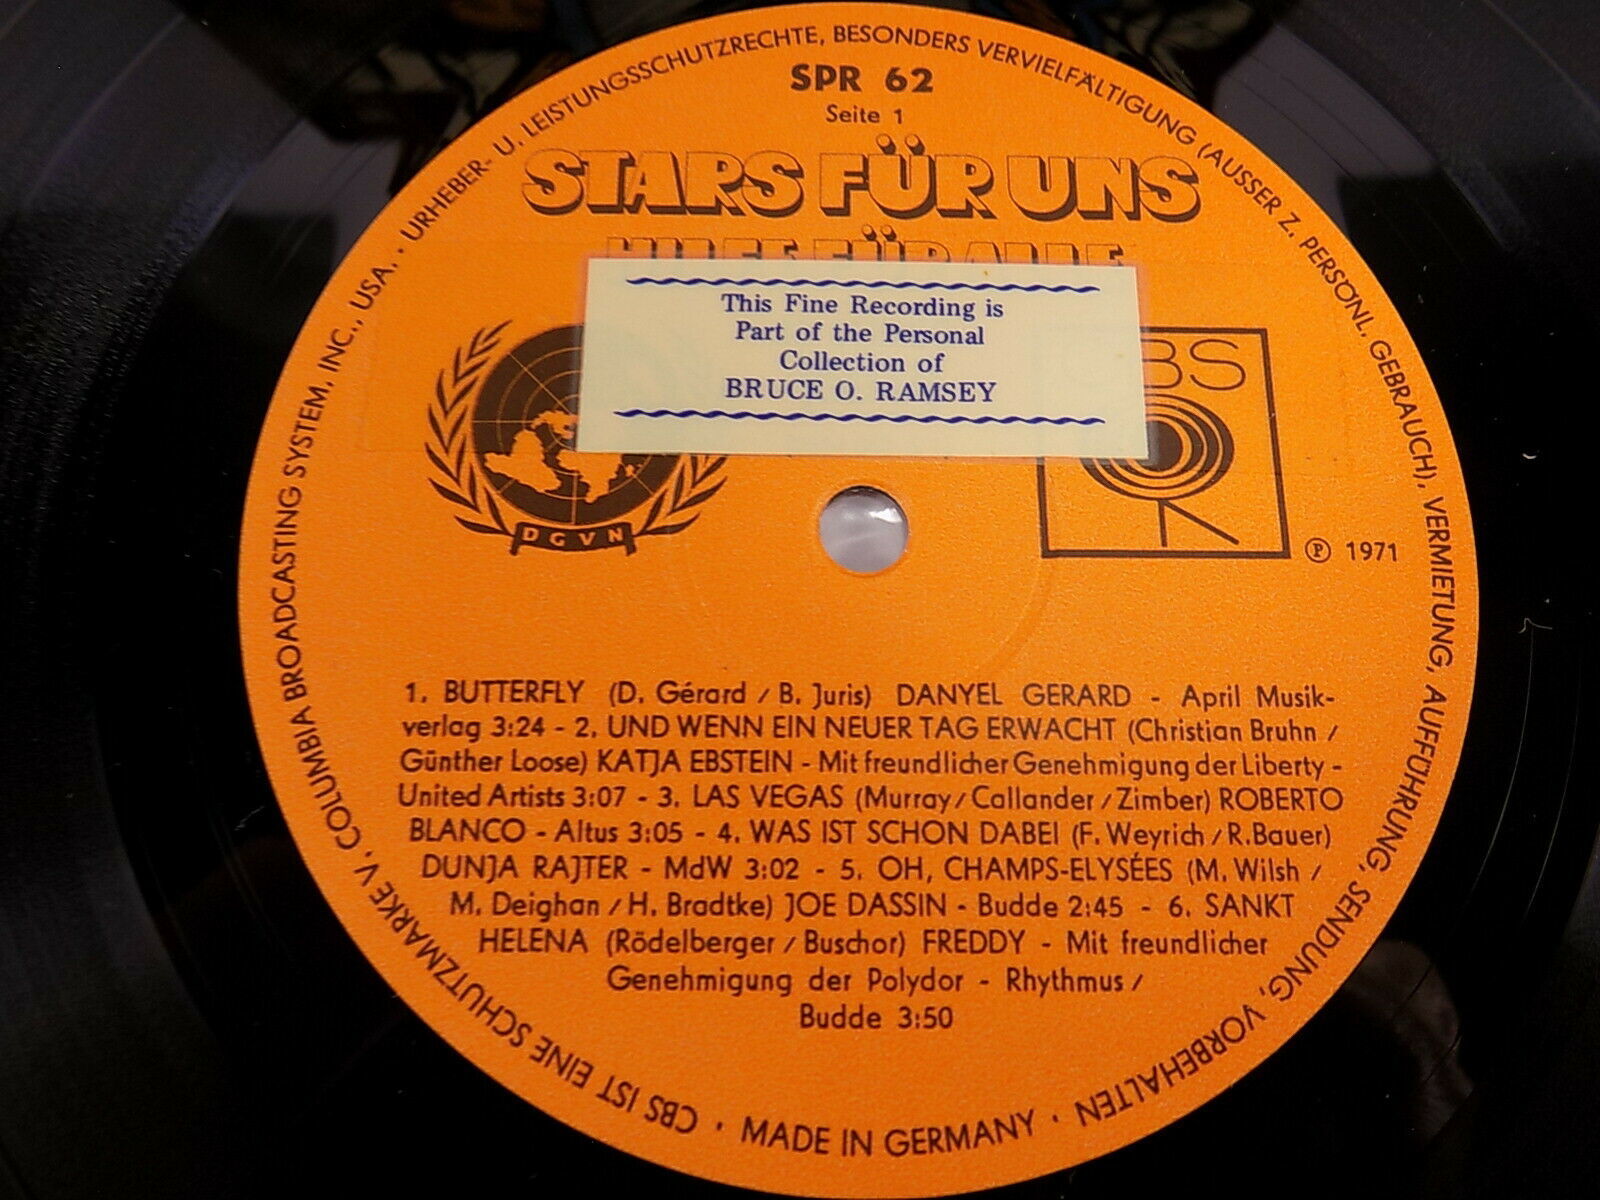 SPR 62
Seite 1
STARS FÜR UNS
HILFE FÜR ALLE
This Fine Recording is
Part of the Personal
Collection of
BRUCE O. RAMSEY
DGVN
BS
Ⓟ 1971
1. BUTTERFLY (D. Gérard / B. Juris) DANYEL GERARD - April Musik-
verlag 3:24 - 2. UND WENN EIN NEUER TAG ERWACHT (Christian Bruhn /
Günther Loose) KATJA EBSTEIN - Mit freundlicher Genehmigung der Liberty -
United Artists 3:07 - 3. LAS VEGAS (Murray / Callander / Zimber) ROBERTO
BLANCO - Altus 3:05 - 4. WAS IST SCHON DABEI (F. Weyrich / R. Bauer)
DUNJA RAJTER - MdW 3:02 - 5. OH, CHAMPS-ELYSÉES (M. Wilsh /
M. Deighan / H. Bradtke) JOE DASSIN - Budde 2:45 - 6. SANKT
HELENA (Rödelberger / Buschor) FREDDY - Mit freundlicher
Genehmigung der Polydor - Rhythmus /
Budde 3:50
CBS IST EINE SCHUTZMARKE V. COLUMBIA BROADCASTING SYSTEM, INC., USA. · URHEBER- U. LEISTUNGSSCHUTZRECHTE, BESONDERS VERVIELFÄLTIGUNG (AUSSER Z. PERSÖNL. GEBRAUCH), VERMIETUNG, AUFFÜHRUNG, SENDUNG, VORBEHALTEN · MADE IN GERMANY ·